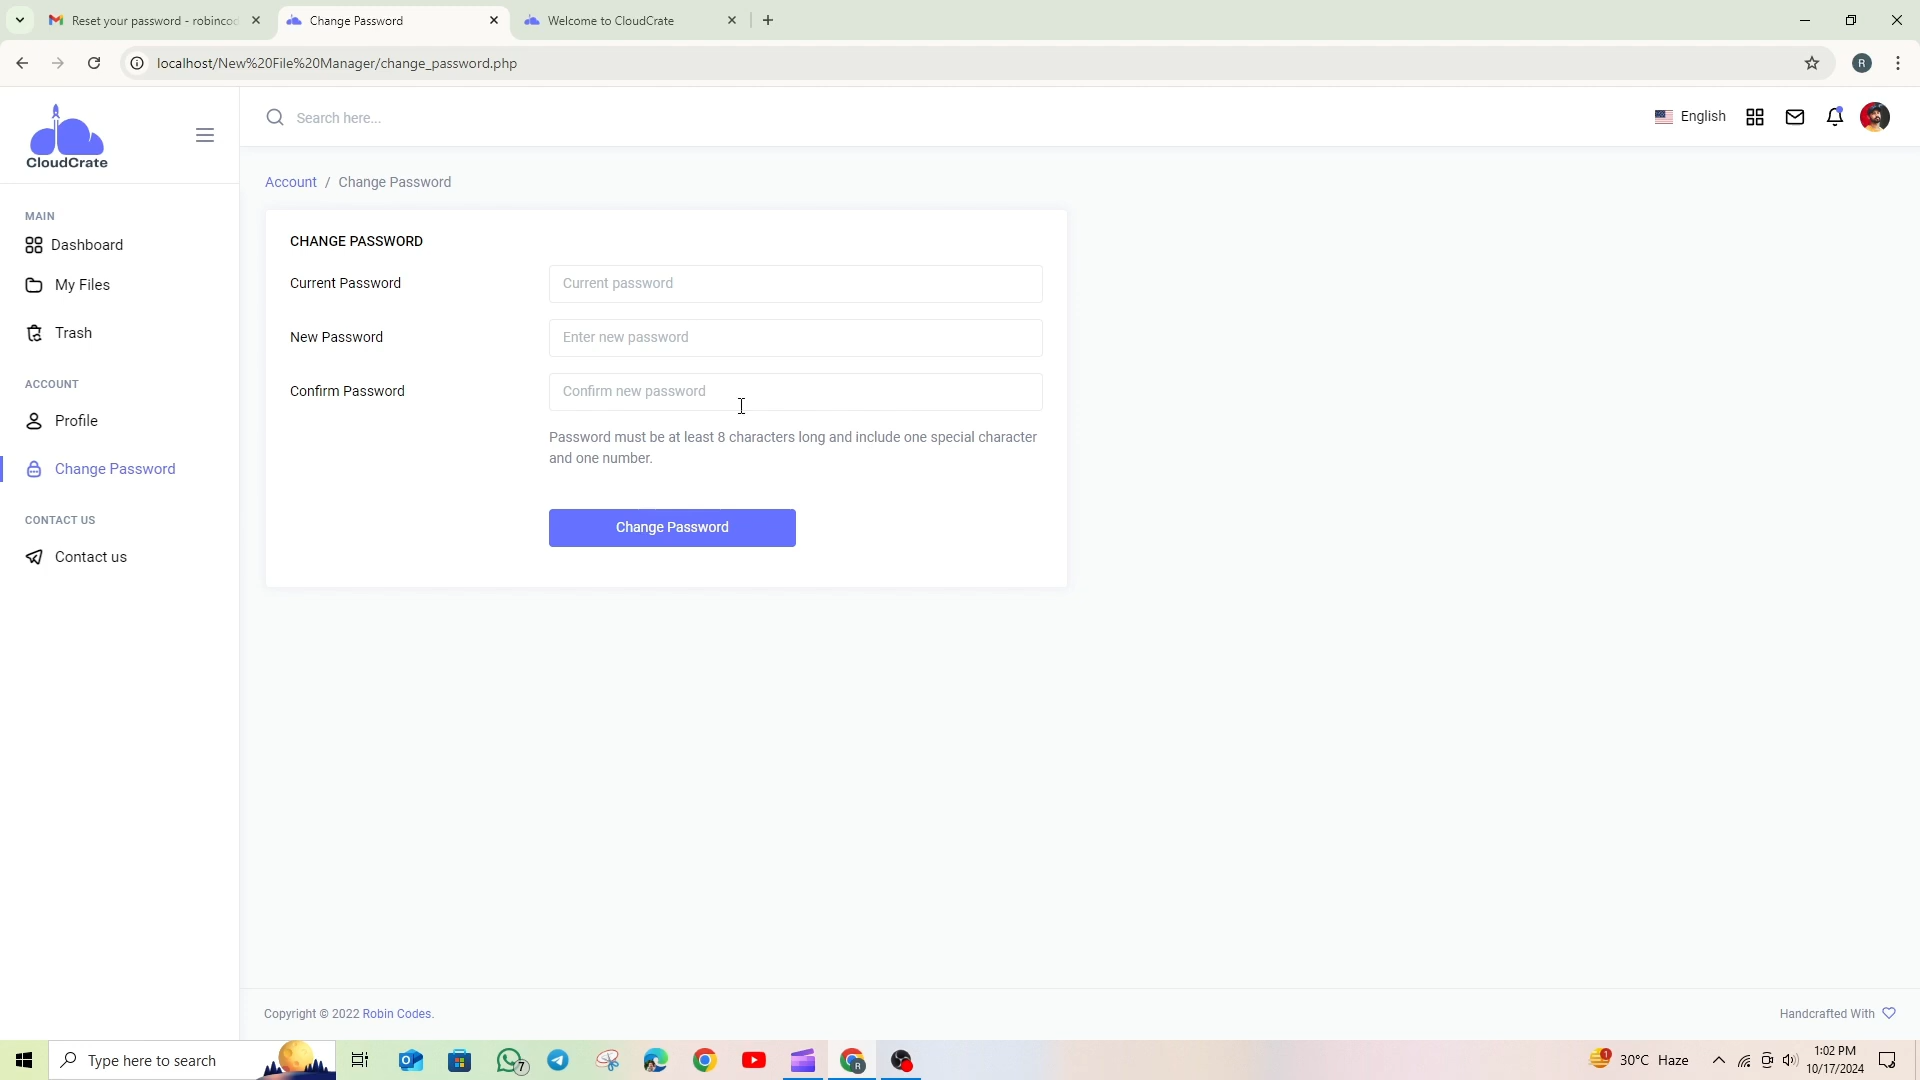 Reset your password - robincod
Change Password
Welcome to CloudCrate
localhost/New%20File%20Manager/change_password.php
R
CloudCrate
Search here...
English
Account / Change Password
MAIN
Dashboard
My Files
Trash
ACCOUNT
Profile
Change Password
CONTACT US
Contact us
CHANGE PASSWORD
Current Password
Current password
New Password
Enter new password
Confirm Password
Confirm new password
Password must be at least 8 characters long and include one special character
and one number.
Change Password
Copyright © 2022 Robin Codes.
Handcrafted With
Type here to search
7
R
1
30°C Haze
1:02 PM
10/17/2024